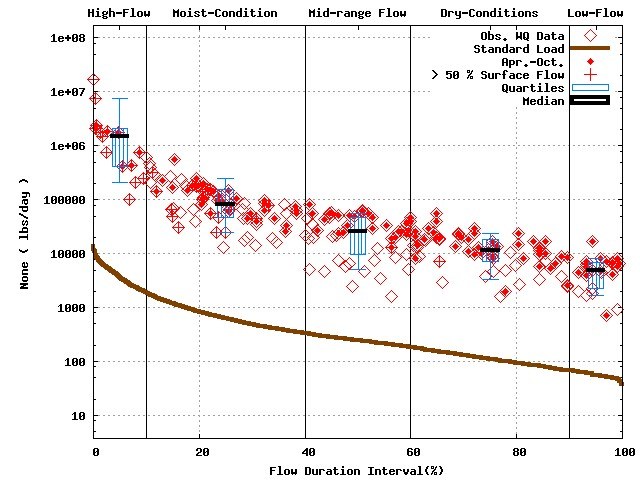 High-Flow Moist-Condition Mid-range Flow Dry-Conditions Low-Flow
1e+08
1e+07
1e+06
100000
10000
1000
100
10
None ( lbs/day )
Obs. WQ Data
Standard Load
Apr.-Oct.
> 50 % Surface Flow
Quartiles
Median
0 20 40 60 80 100
Flow Duration Interval(%)